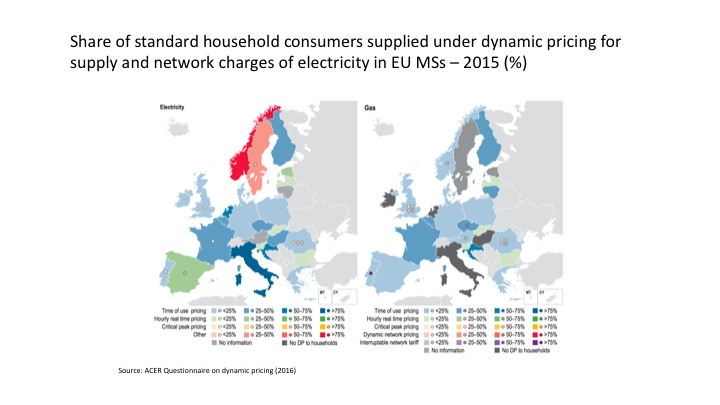 Share of standard household consumers supplied under dynamic pricing for
supply and network charges of electricity in EU MSs – 2015 (%)
Electricity
Gas
MT CY
MT CY
Time of use pricing <25% <25% 25–50% 50–75% >75%
Hourly real time pricing <25% 25–50% 50–75% >75%
Critical peak pricing <25% 25–50% 50–75% >75%
Other <25% 25–50% 50–75% >75%
No information No DP to households
Time of use pricing <25% 25–50% 50–75% >75%
Hourly real time pricing <25% 25–50% 50–75% >75%
Critical peak pricing <25% 25–50% 50–75% >75%
Dynamic network pricing <25% 25–50% 50–75% >75%
Interruptable network tariff <25% 25–50% 50–75% >75%
No information No DP to households
Source: ACER Questionnaire on dynamic pricing (2016)